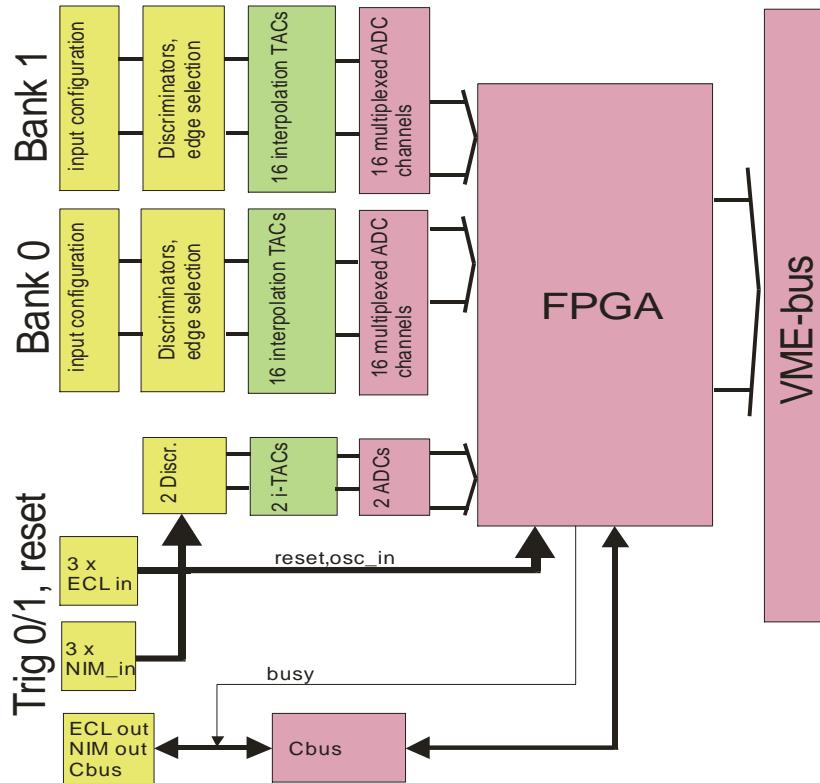 Bank 1
input configuration
Discriminators,
edge selection
16 interpolation TACs
16 multiplexed ADC
channels
Bank 0
input configuration
Discriminators,
edge selection
16 interpolation TACs
16 multiplexed ADC
channels
FPGA
VME-bus
Trig 0/1, reset
2 Discr.
2 i-TACs
2 ADCs
3 x
ECL in
reset,osc_in
3 x
NIM_in
busy
ECL out
NIM out
Cbus
Cbus